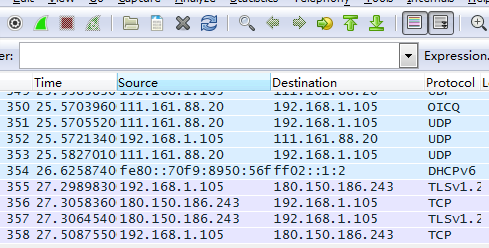 Edit View Go Capture Analyze Statistics Telephony Tools Internals Help
ter: Expression.
Time Source Destination Protocol Le
349 25.5569850 192.168.1.105 111.161.88.20 UDP
350 25.5703960 111.161.88.20 192.168.1.105 OICQ
351 25.5705520 192.168.1.105 111.161.88.20 UDP
352 25.5721340 192.168.1.105 111.161.88.20 UDP
353 25.5827010 111.161.88.20 192.168.1.105 UDP
354 26.6258740 fe80::70f9:8950:56f ff02::1:2 DHCPv6
355 27.2989830 192.168.1.105 180.150.186.243 TLSv1.2
356 27.3058360 180.150.186.243 192.168.1.105 TCP
357 27.3064540 180.150.186.243 192.168.1.105 TLSv1.2
358 27.5087550 192.168.1.105 180.150.186.243 TCP